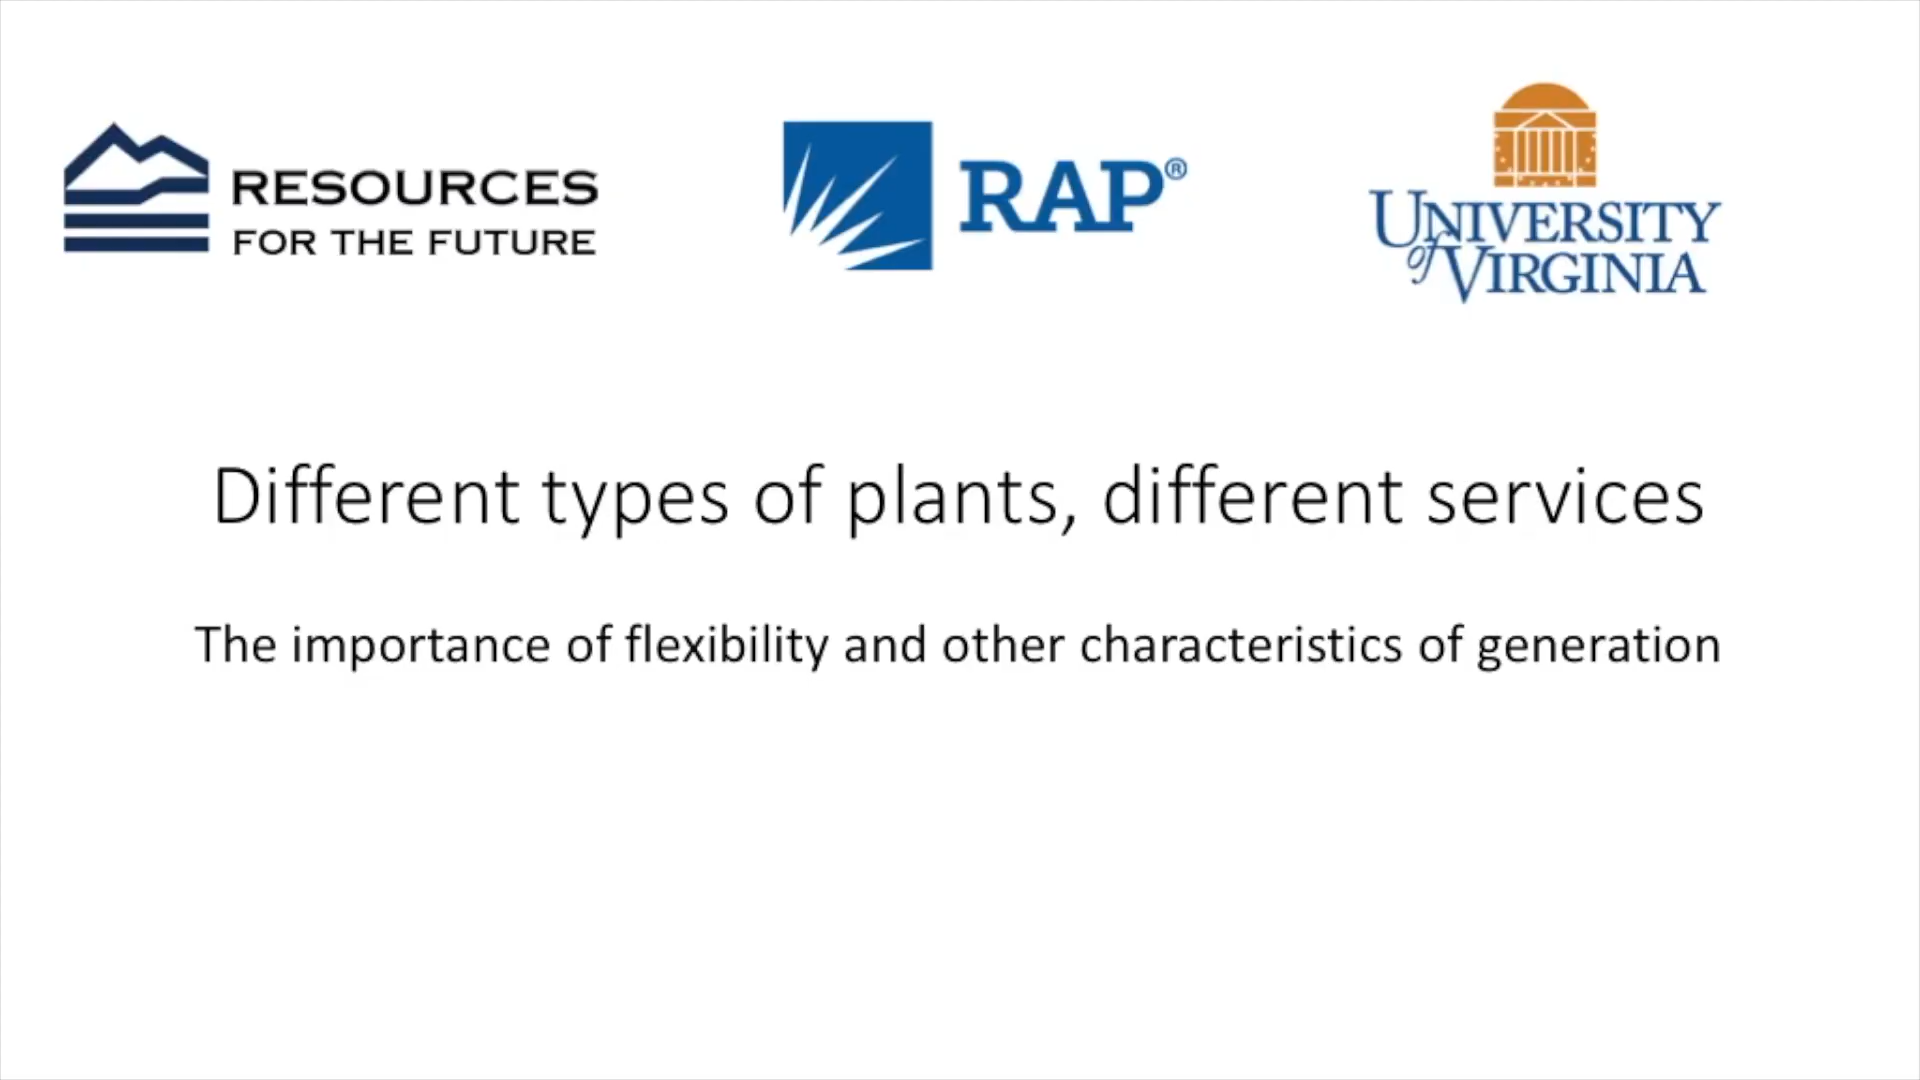 RESOURCES
FOR THE FUTURE
RAP®
UNIVERSITY
of VIRGINIA
Different types of plants, different services
The importance of flexibility and other characteristics of generation